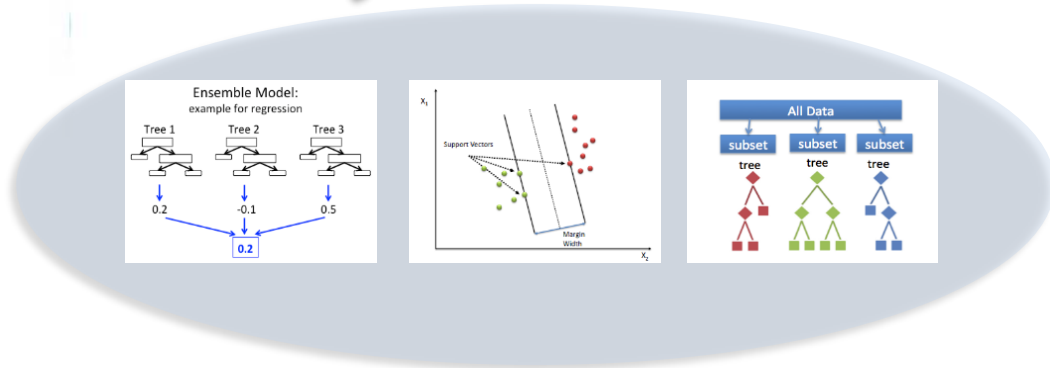 Ensemble Model:
example for regression
Tree 1 Tree 2 Tree 3
0.2 -0.1 0.5
0.2
X₁
Support Vectors
Margin
Width
X₂
All Data
subset subset subset
tree tree tree